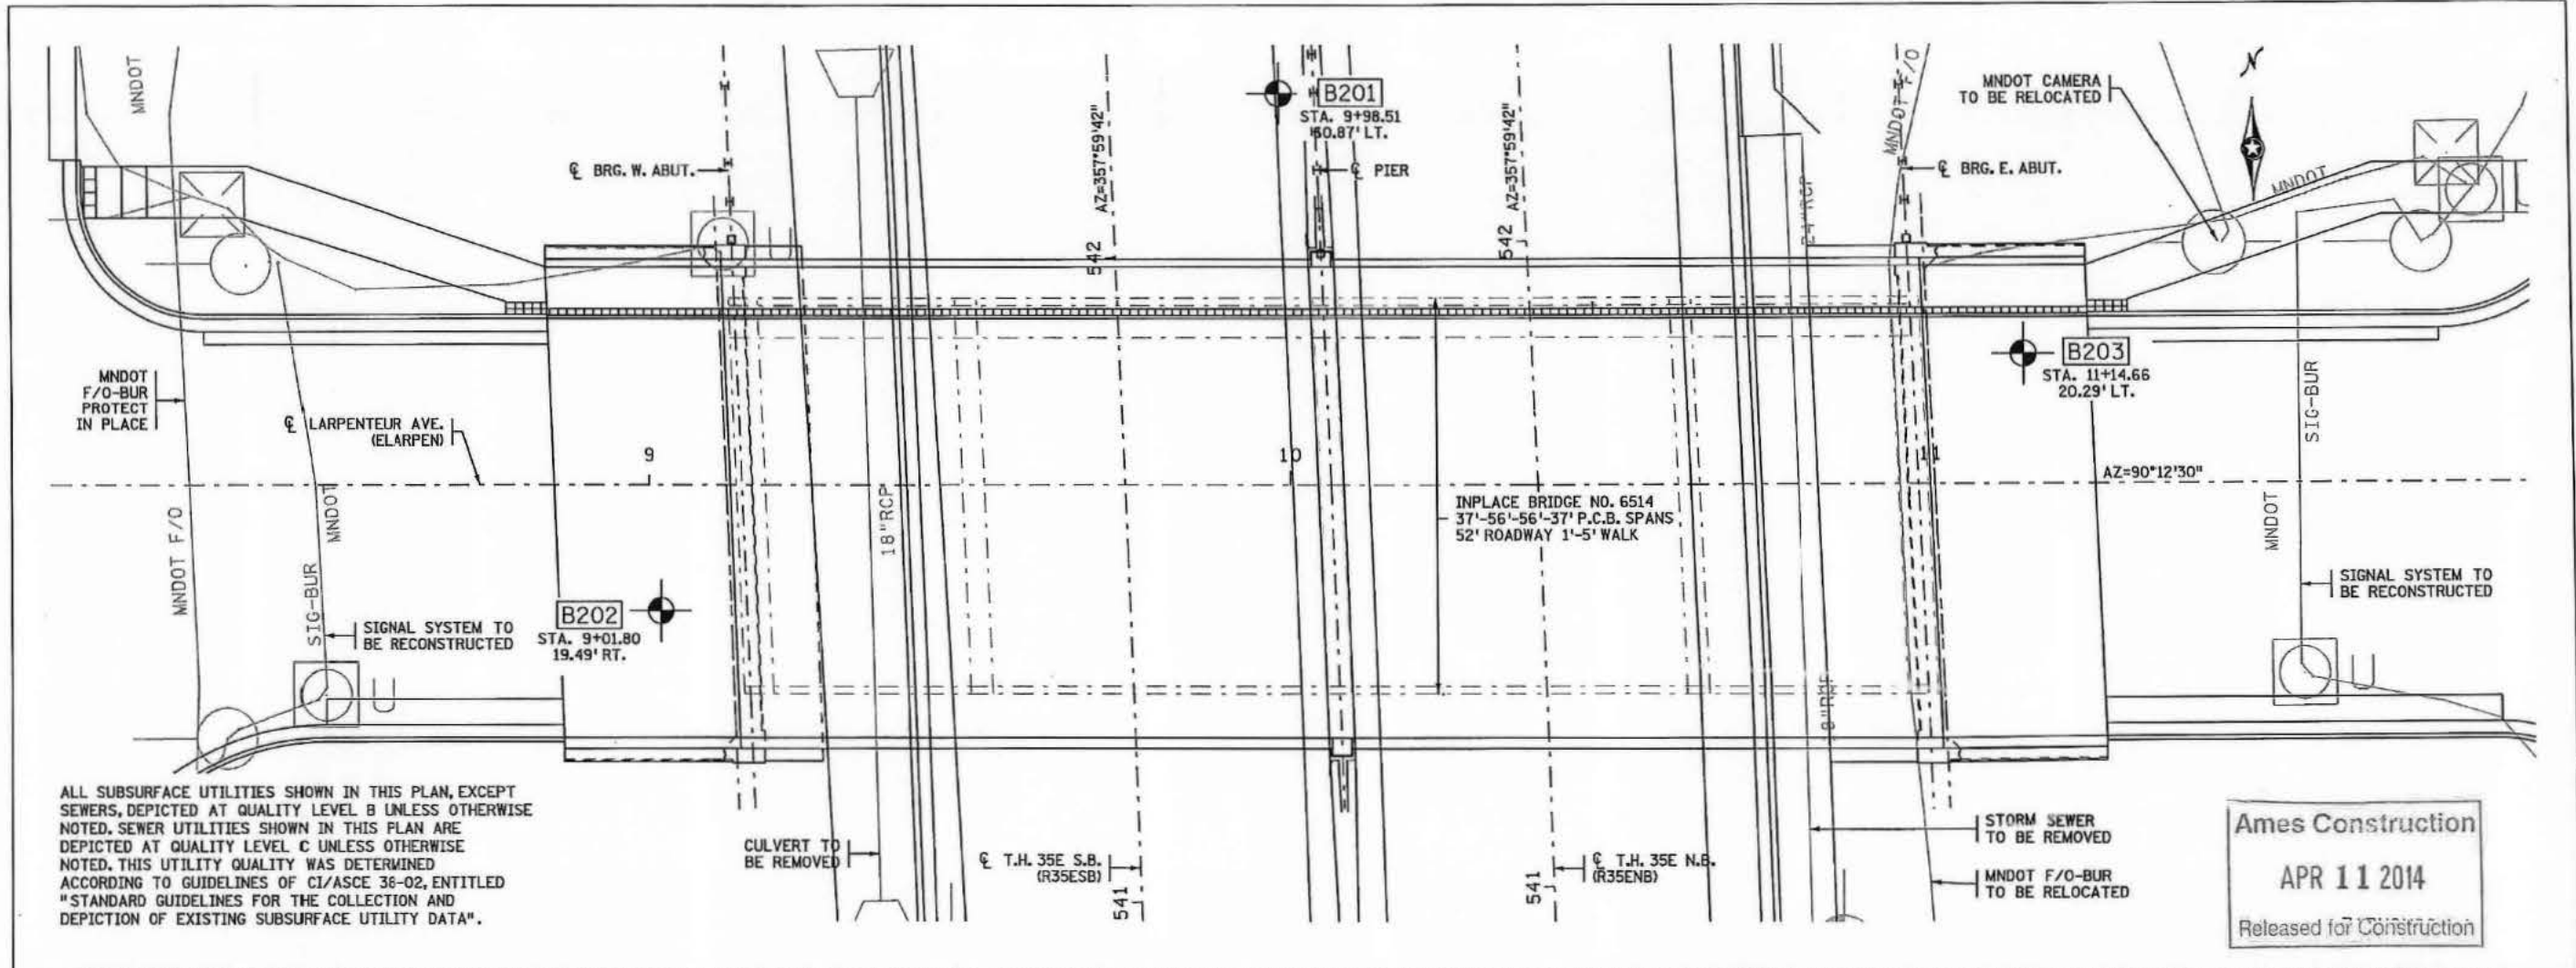 MNDOT
B201
STA. 9+98.51
60.87' LT.
MNDOT F/O
MNDOT CAMERA
TO BE RELOCATED
N
AZ=357°59'42"
AZ=357°59'42"
℄ BRG. W. ABUT.
℄ PIER
℄ BRG. E. ABUT.
MNDOT
24"RCP
542
542
B203
STA. 11+14.66
20.29' LT.
MNDOT
F/O-BUR
PROTECT
IN PLACE
℄ LARPENTEUR AVE.
(ELARPEN)
SIG-BUR
9
10
11
AZ=90°12'30"
INPLACE BRIDGE NO. 6514
37'-56'-56'-37' P.C.B. SPANS
52' ROADWAY 1'-5' WALK
MNDOT F/O
MNDOT
SIG-BUR
18"RCP
MNDOT
B202
STA. 9+01.80
19.49' RT.
SIGNAL SYSTEM TO
BE RECONSTRUCTED
SIGNAL SYSTEM TO
BE RECONSTRUCTED
ALL SUBSURFACE UTILITIES SHOWN IN THIS PLAN, EXCEPT
SEWERS, DEPICTED AT QUALITY LEVEL B UNLESS OTHERWISE
NOTED. SEWER UTILITIES SHOWN IN THIS PLAN ARE
DEPICTED AT QUALITY LEVEL C UNLESS OTHERWISE
NOTED. THIS UTILITY QUALITY WAS DETERMINED
ACCORDING TO GUIDELINES OF CI/ASCE 38-02, ENTITLED
"STANDARD GUIDELINES FOR THE COLLECTION AND
DEPICTION OF EXISTING SUBSURFACE UTILITY DATA".
CULVERT TO
BE REMOVED
℄ T.H. 35E S.B.
(R35ESB)
541
℄ T.H. 35E N.B.
(R35ENB)
541
STORM SEWER
TO BE REMOVED
MNDOT F/O-BUR
TO BE RELOCATED
Ames Construction
APR 11 2014
Released for Construction